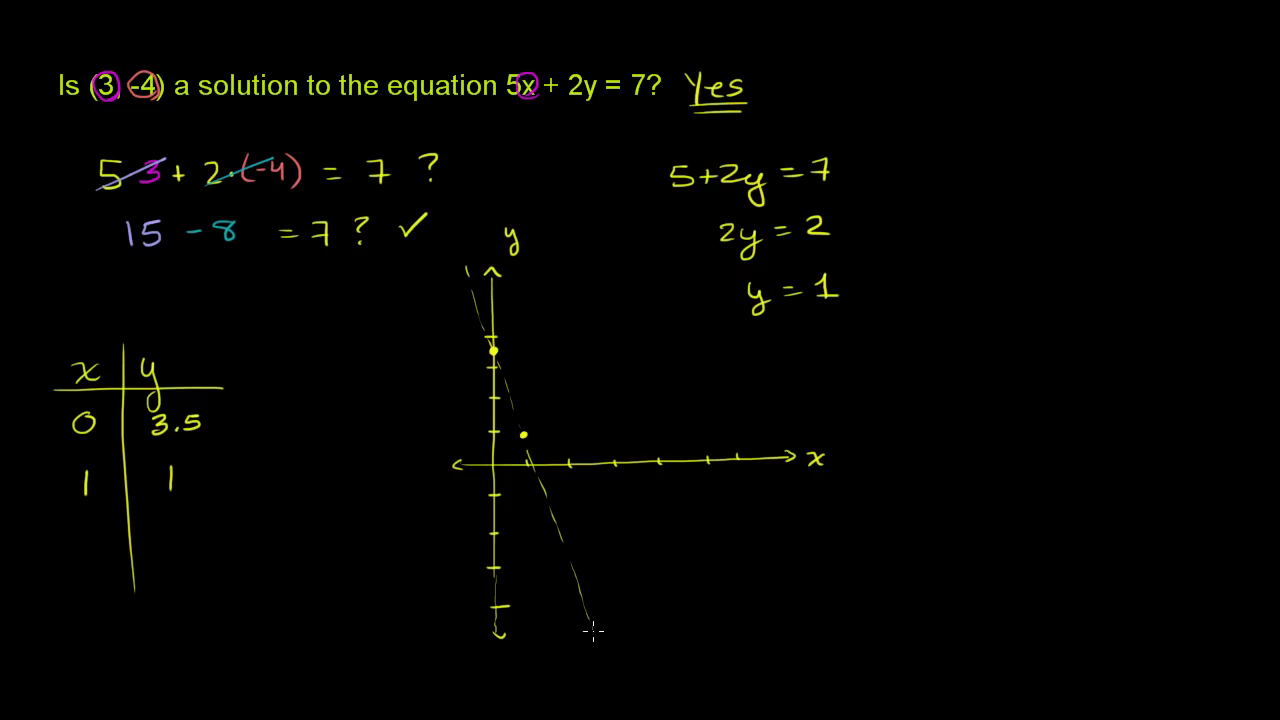 Is (3, -4) a solution to the equation 5x + 2y = 7? Yes
5 3 + 2·(-4) = 7 ?
15 - 8 = 7 ? ✓
5+2y = 7
2y = 2
y = 1
y
x
x y
0 3.5
1 1